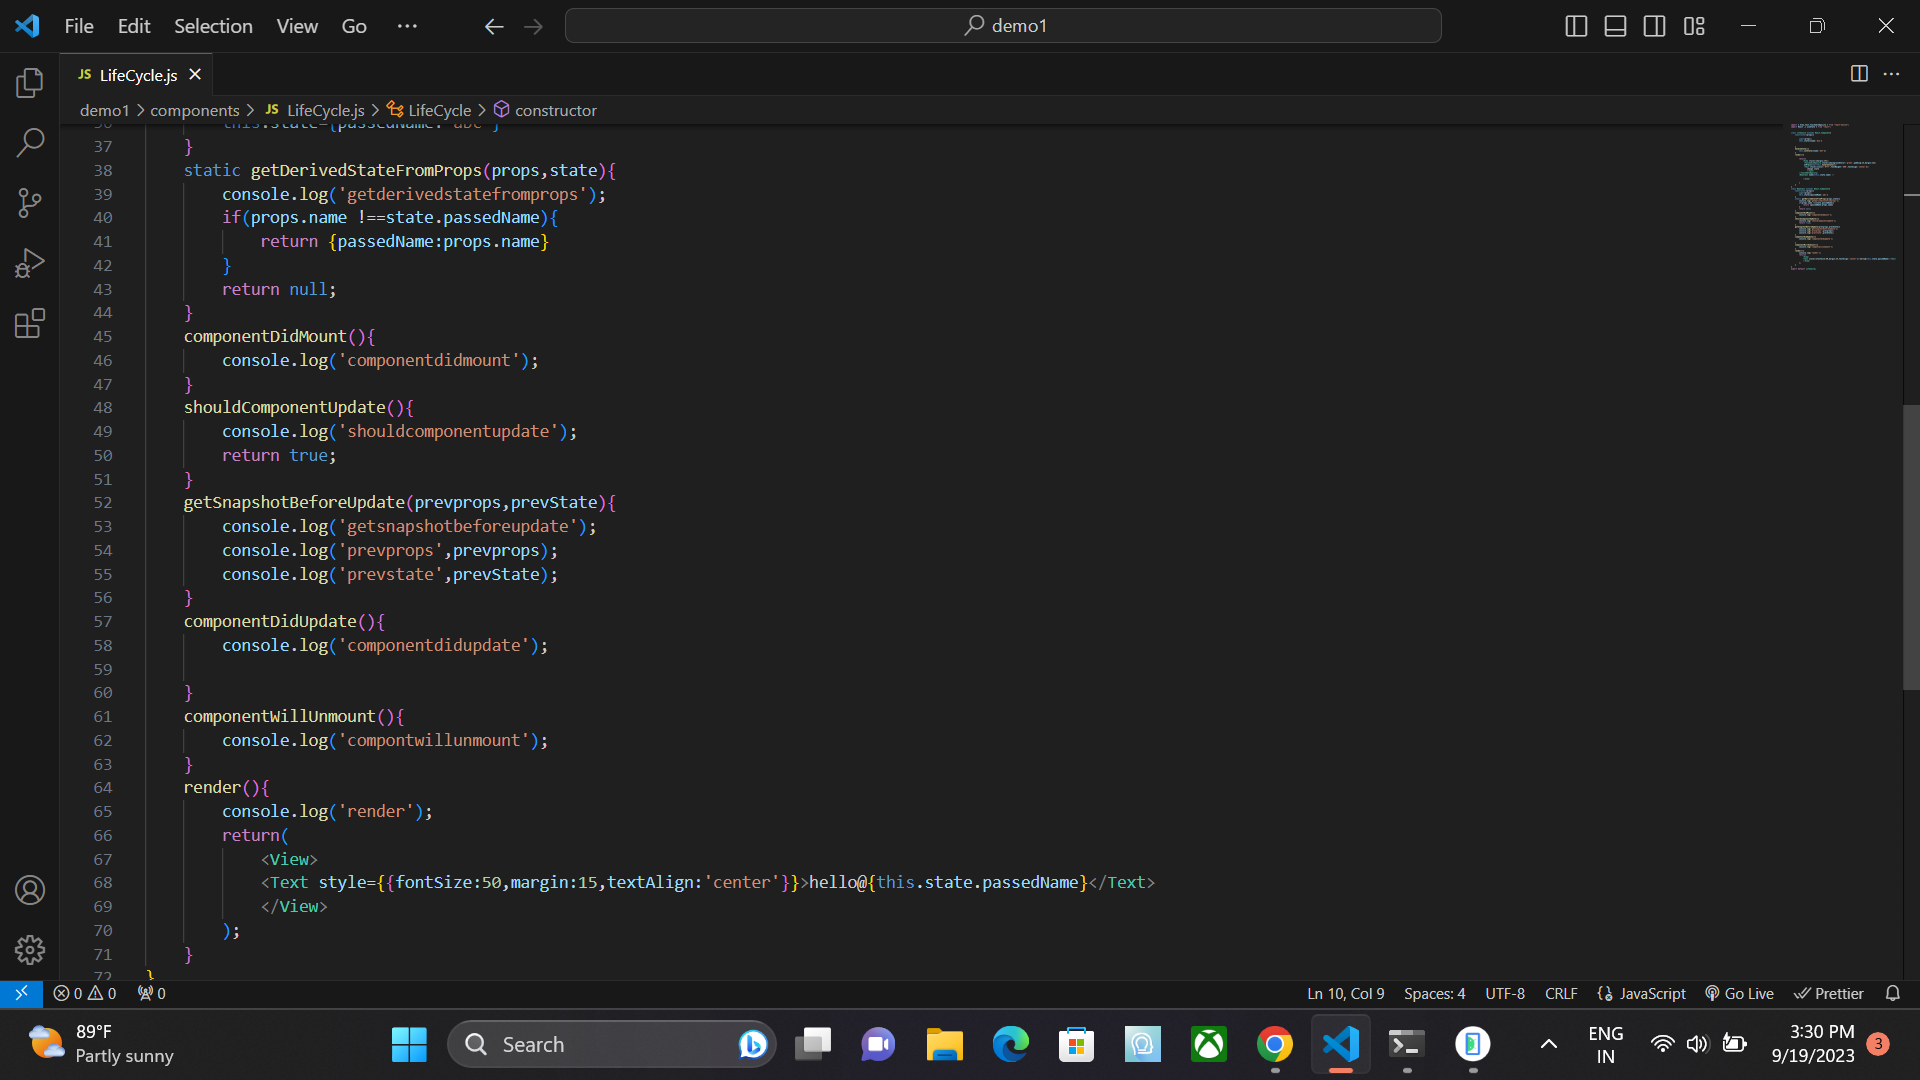 File Edit Selection View Go ··· demo1
JS LifeCycle.js
demo1 > components > JS LifeCycle.js > LifeCycle > constructor
36 this.state={passedName:'abc'}
37 }
38 static getDerivedStateFromProps(props,state){
39 console.log('getderivedstatefromprops');
40 if(props.name !==state.passedName){
41 return {passedName:props.name}
42 }
43 return null;
44 }
45 componentDidMount(){
46 console.log('componentdidmount');
47 }
48 shouldComponentUpdate(){
49 console.log('shouldcomponentupdate');
50 return true;
51 }
52 getSnapshotBeforeUpdate(prevprops,prevState){
53 console.log('getsnapshotbeforeupdate');
54 console.log('prevprops',prevprops);
55 console.log('prevstate',prevState);
56 }
57 componentDidUpdate(){
58 console.log('componentdidupdate');
59
60 }
61 componentWillUnmount(){
62 console.log('compontwillunmount');
63 }
64 render(){
65 console.log('render');
66 return(
67 <View>
68 <Text style={{fontSize:50,margin:15,textAlign:'center'}}>hello@{this.state.passedName}</Text>
69 </View>
70 );
71 }
72 }
0 0 0 Ln 10, Col 9 Spaces: 4 UTF-8 CRLF {} JavaScript Go Live Prettier
89°F
Partly sunny
Search
ENG
IN
3:30 PM
9/19/2023
3